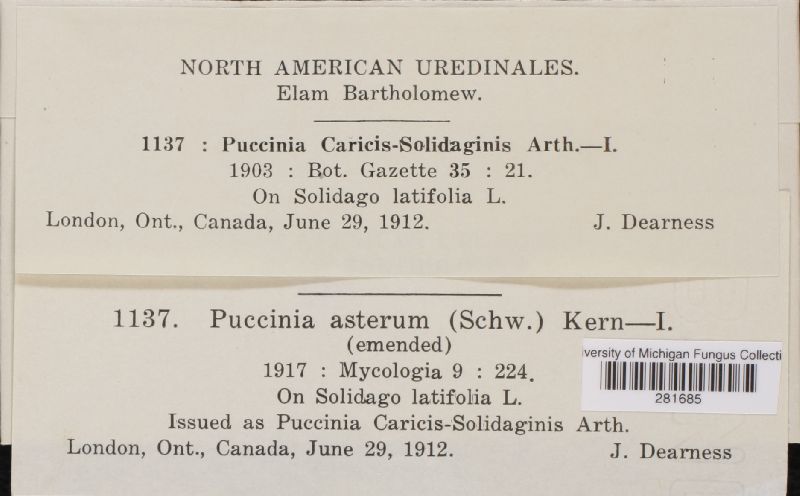 NORTH AMERICAN UREDINALES.
Elam Bartholomew.
1137 : Puccinia Caricis-Solidaginis Arth.—I.
1903 : Bot. Gazette 35 : 21.
On Solidago latifolia L.
London, Ont., Canada, June 29, 1912. J. Dearness
1137. Puccinia asterum (Schw.) Kern—I.
(emended)
1917 : Mycologia 9 : 224.
On Solidago latifolia L.
Issued as Puccinia Caricis-Solidaginis Arth.
London, Ont., Canada, June 29, 1912. J. Dearness
versity of Michigan Fungus Collecti
281685